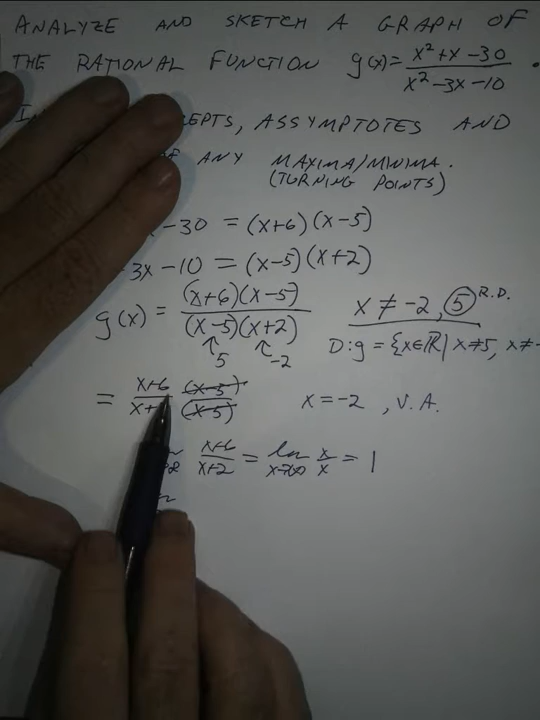 ANALYZE AND SKETCH A GRAPH OF
THE RATIONAL FUNCTION g(x)= x²+x-30 / x²-3x-10 .
ASSYMPTOTES AND
ANY MAXIMA/MINIMA.
(TURNING POINTS)
-30 = (x+6)(x-5)
3x-10 = (x-5)(x+2)
g(x) = (x+6)(x-5) / (x-5)(x+2) x ≠ -2, 5 R.D.
5 -2 D:g = {x∈ℝ| x≠5, x≠-
= x+6 / x+ (x-5) / (x-5) x=-2 , V.A.
x+6 / x+2 = lim x→∞ x/x = 1